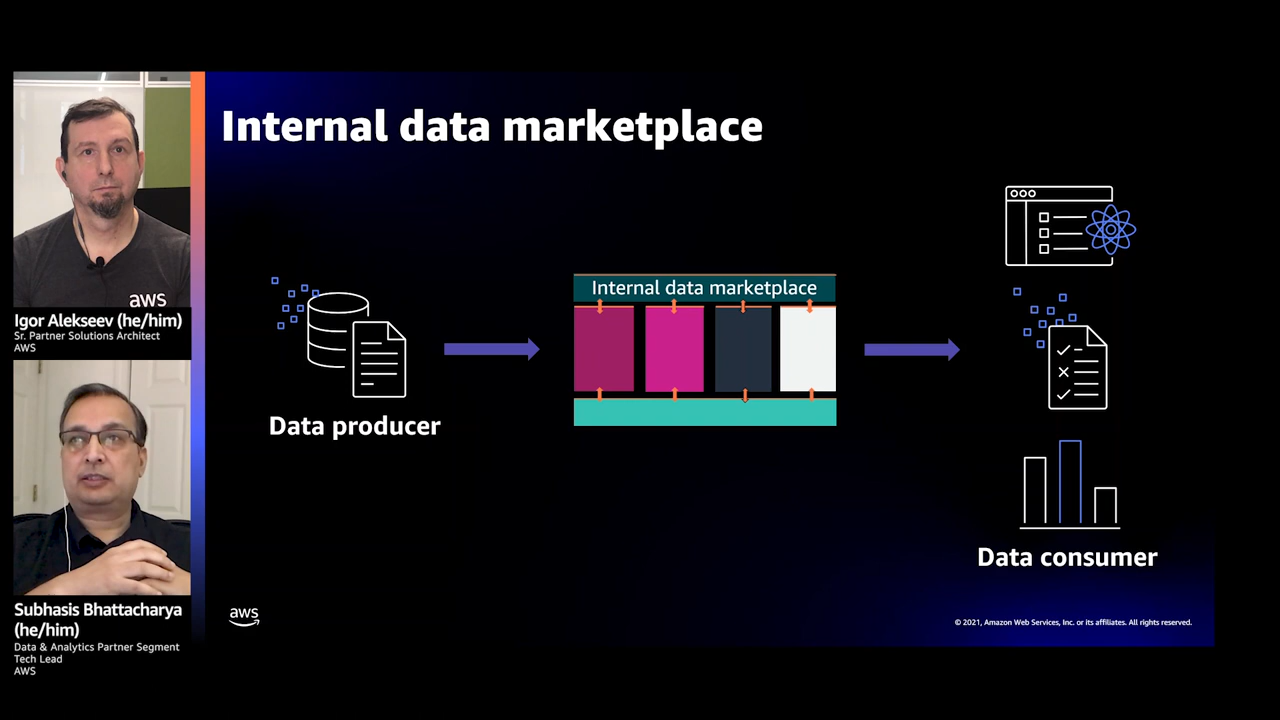 Internal data marketplace
aws
Igor Alekseev (he/him)
Sr. Partner Solutions Architect
AWS
Subhasis Bhattacharya
(he/him)
Data & Analytics Partner Segment
Tech Lead
AWS
Internal data marketplace
Data producer
Data consumer
aws
© 2021, Amazon Web Services, Inc. or its affiliates. All rights reserved.